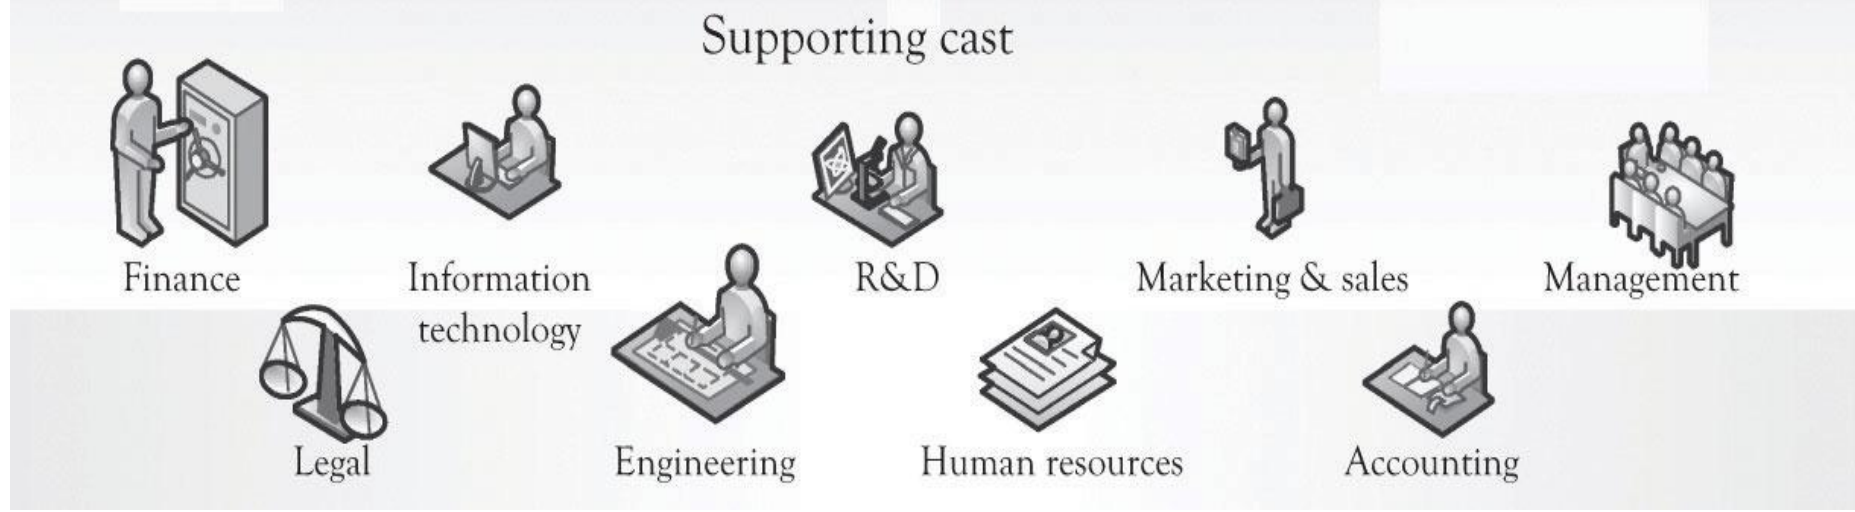 Supporting cast
Finance
Information
technology
R&D
Marketing & sales
Management
Legal
Engineering
Human resources
Accounting